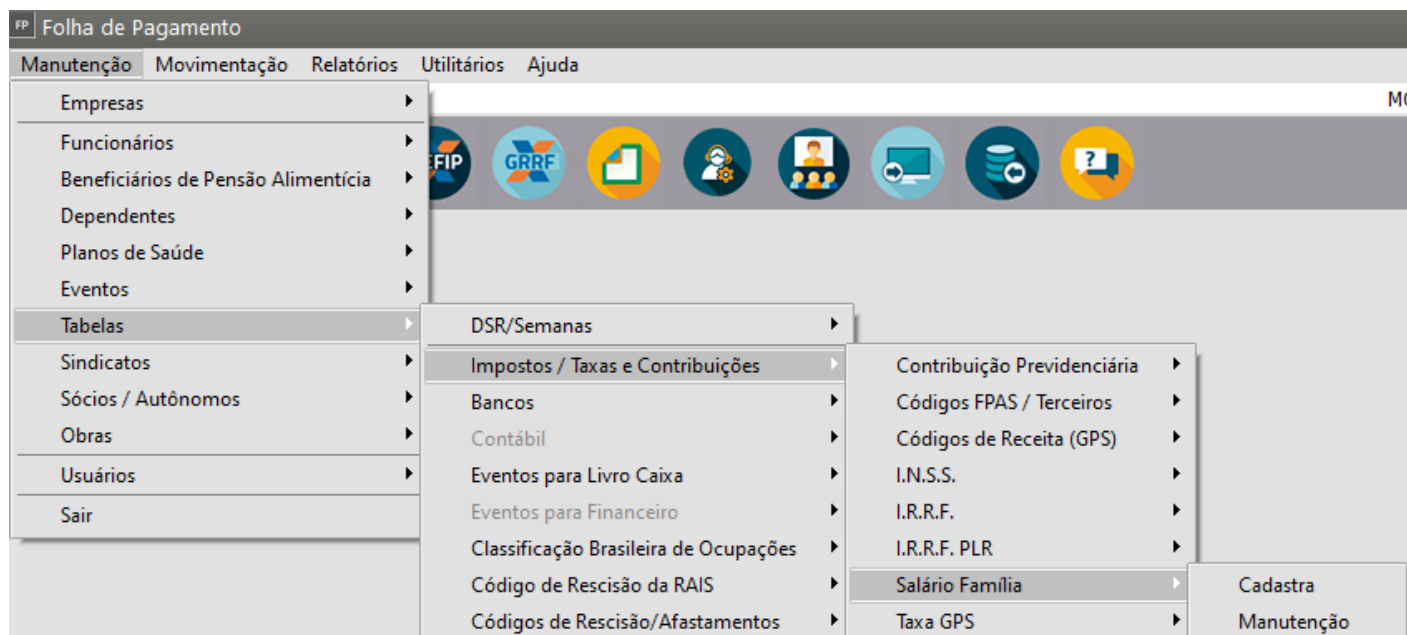 FP Folha de Pagamento
Manutenção Movimentação Relatórios Utilitários Ajuda
Empresas
Funcionários
Beneficiários de Pensão Alimentícia
Dependentes
Planos de Saúde
Eventos
Tabelas
Sindicatos
Sócios / Autônomos
Obras
Usuários
Sair
GRRF
?
DSR/Semanas
Impostos / Taxas e Contribuições
Bancos
Contábil
Eventos para Livro Caixa
Eventos para Financeiro
Classificação Brasileira de Ocupações
Código de Rescisão da RAIS
Códigos de Rescisão/Afastamentos
Contribuição Previdenciária
Códigos FPAS / Terceiros
Códigos de Receita (GPS)
I.N.S.S.
I.R.R.F.
I.R.R.F. PLR
Salário Família
Taxa GPS
Cadastra
Manutenção